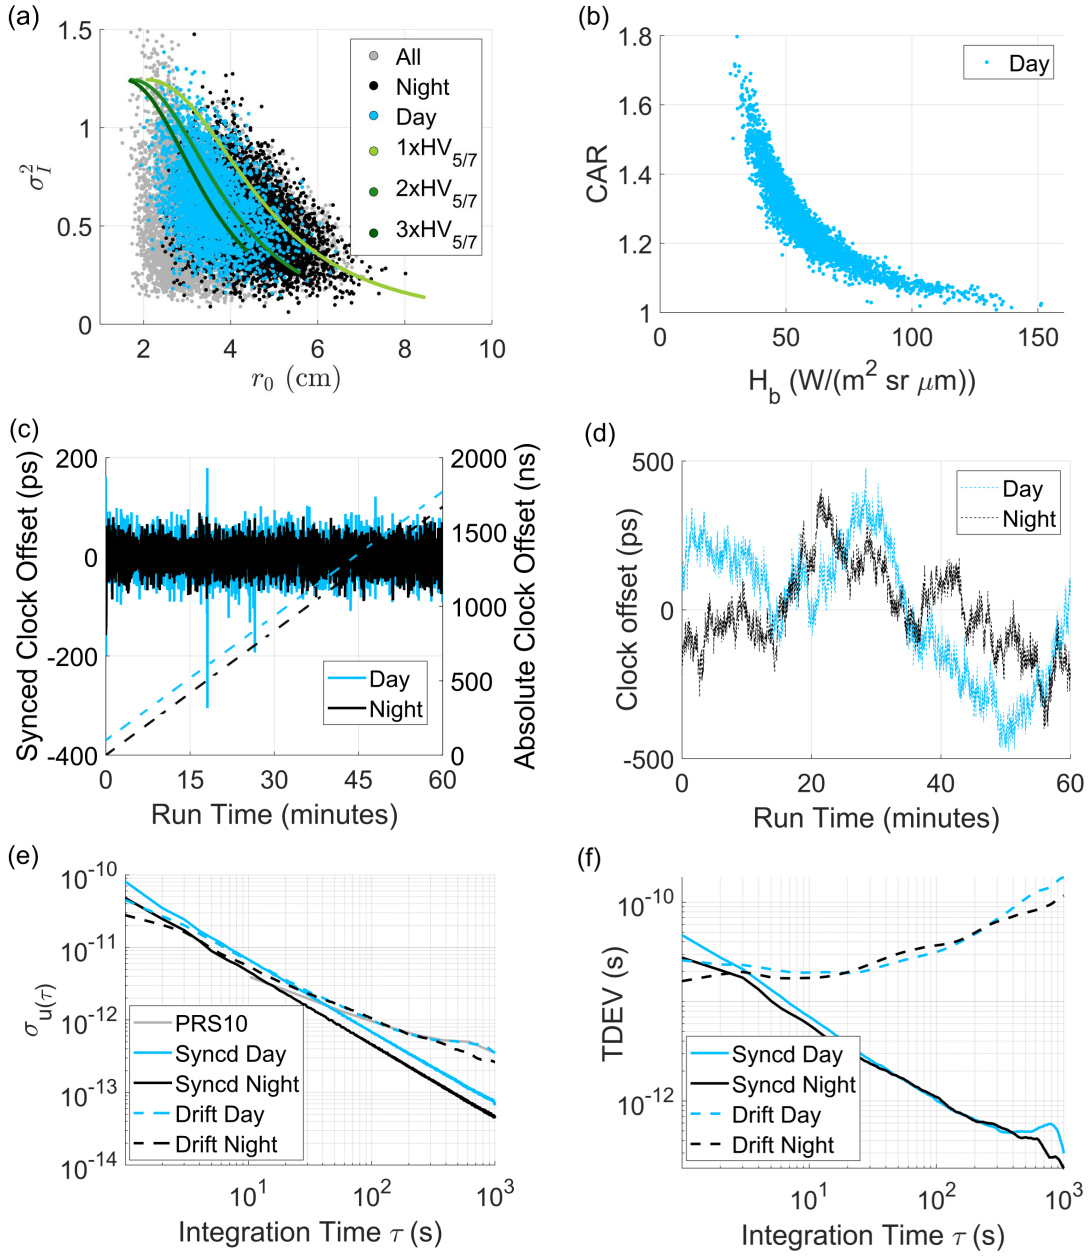 (a)
1.5
1
0.5
0
σ_I^2
2
4
6
8
10
r_0 (cm)
All
Night
Day
1xHV_5/7
2xHV_5/7
3xHV_5/7
(b)
1.8
1.6
1.4
1.2
1
CAR
0
50
100
150
H_b (W/(m^2 sr μm))
Day
(c)
200
0
-200
-400
Synced Clock Offset (ps)
2000
1500
1000
500
0
Absolute Clock Offset (ns)
0
15
30
45
60
Run Time (minutes)
Day
Night
(d)
500
0
-500
Clock offset (ps)
0
20
40
60
Run Time (minutes)
Day
Night
(e)
10^-10
10^-11
10^-12
10^-13
10^-14
σ_u(τ)
10^1
10^2
10^3
Integration Time τ (s)
PRS10
Syncd Day
Syncd Night
Drift Day
Drift Night
(f)
10^-10
10^-12
TDEV (s)
10^1
10^2
10^3
Integration Time τ (s)
Syncd Day
Syncd Night
Drift Day
Drift Night